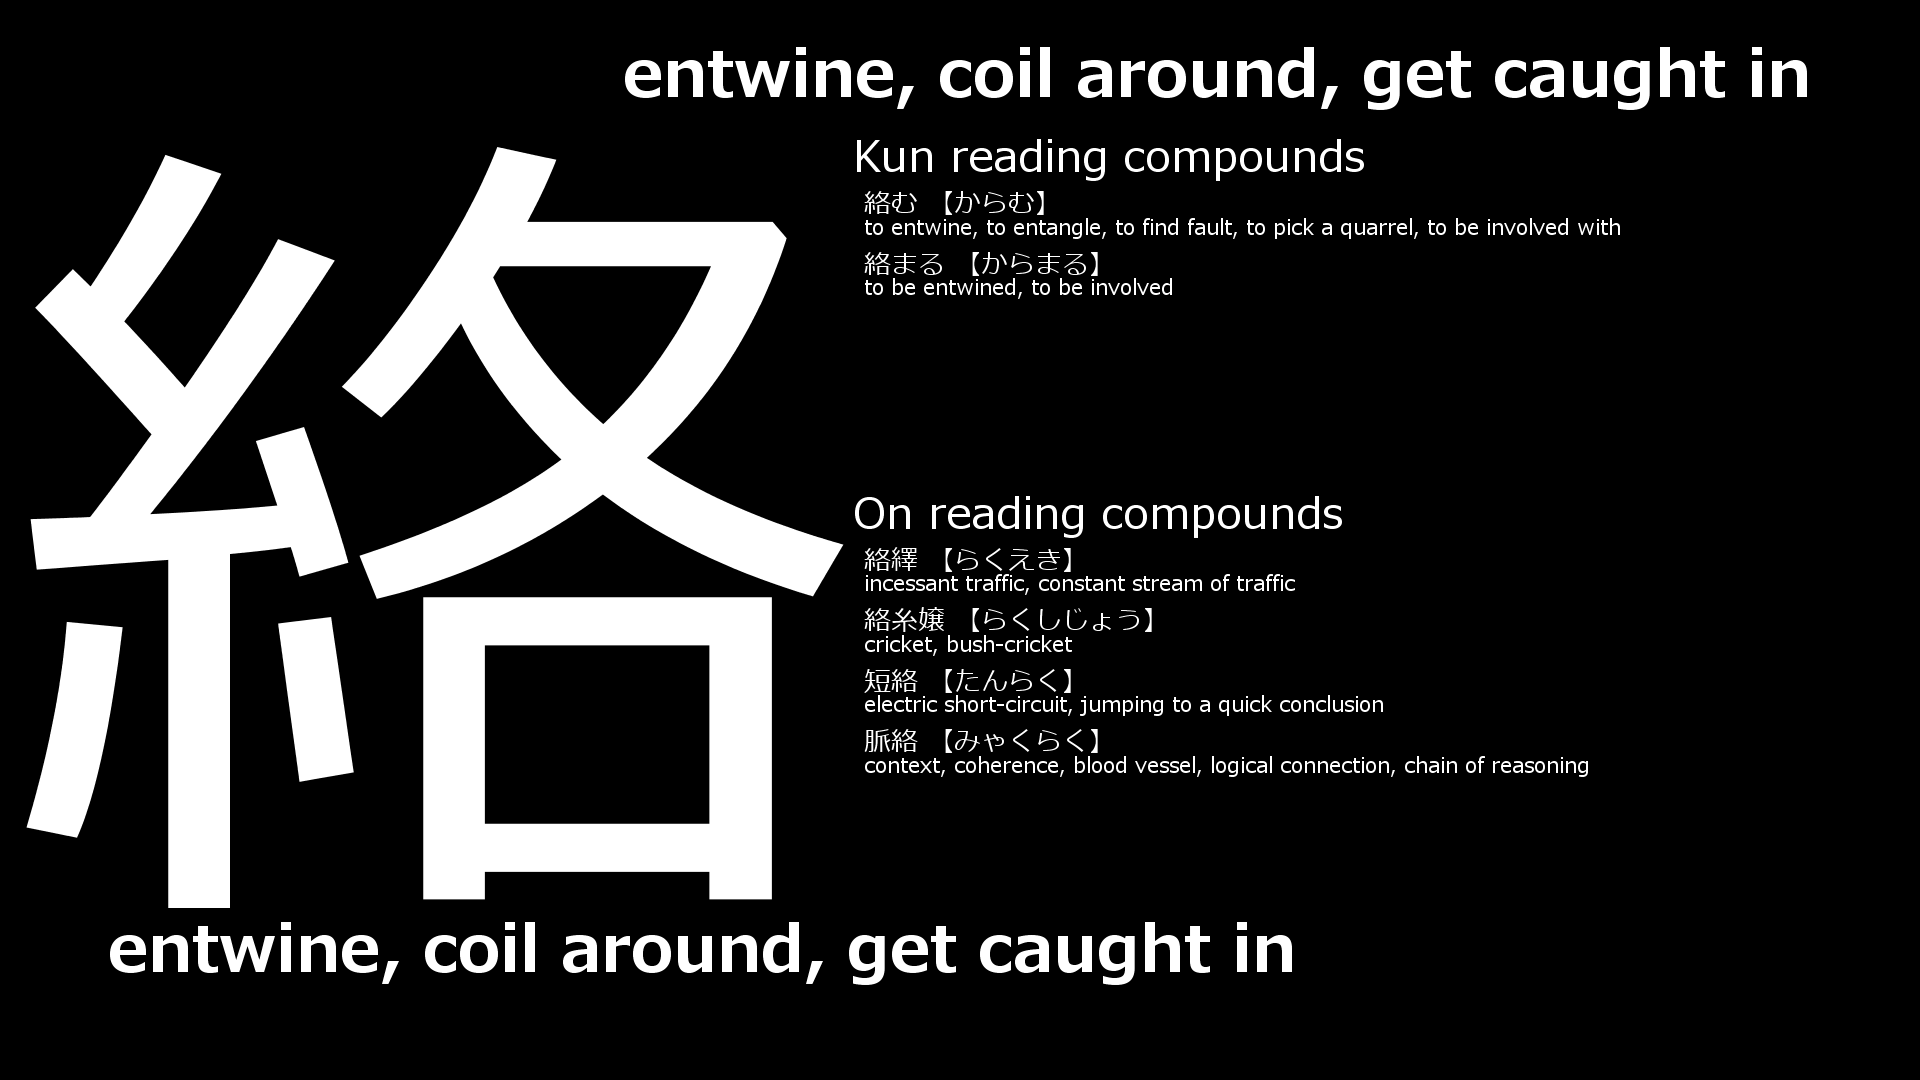 entwine, coil around, get caught in
絡
Kun reading compounds
絡む 【からむ】
to entwine, to entangle, to find fault, to pick a quarrel, to be involved with
絡まる 【からまる】
to be entwined, to be involved
On reading compounds
絡繹 【らくえき】
incessant traffic, constant stream of traffic
絡糸嬢 【らくしじょう】
cricket, bush-cricket
短絡 【たんらく】
electric short-circuit, jumping to a quick conclusion
脈絡 【みゃくらく】
context, coherence, blood vessel, logical connection, chain of reasoning
entwine, coil around, get caught in